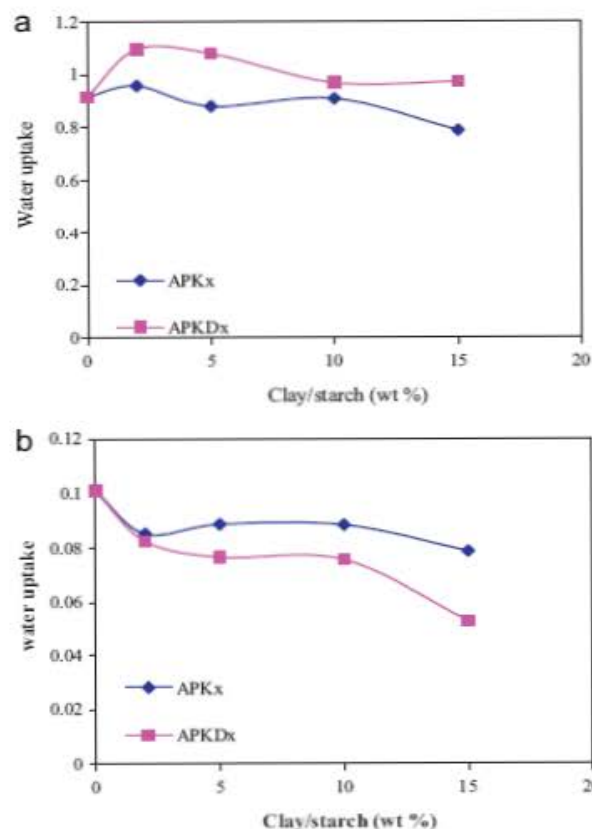 a
1.2
1
0.8
0.6
0.4
0.2
0
Water uptake
APKx
APKDx
0 5 10 15 20
Clay/starch (wt %)
b
0.12
0.1
0.08
0.06
0.04
0.02
0
water uptake
APKx
APKDx
0 5 10 15 20
Clay/starch (wt %)